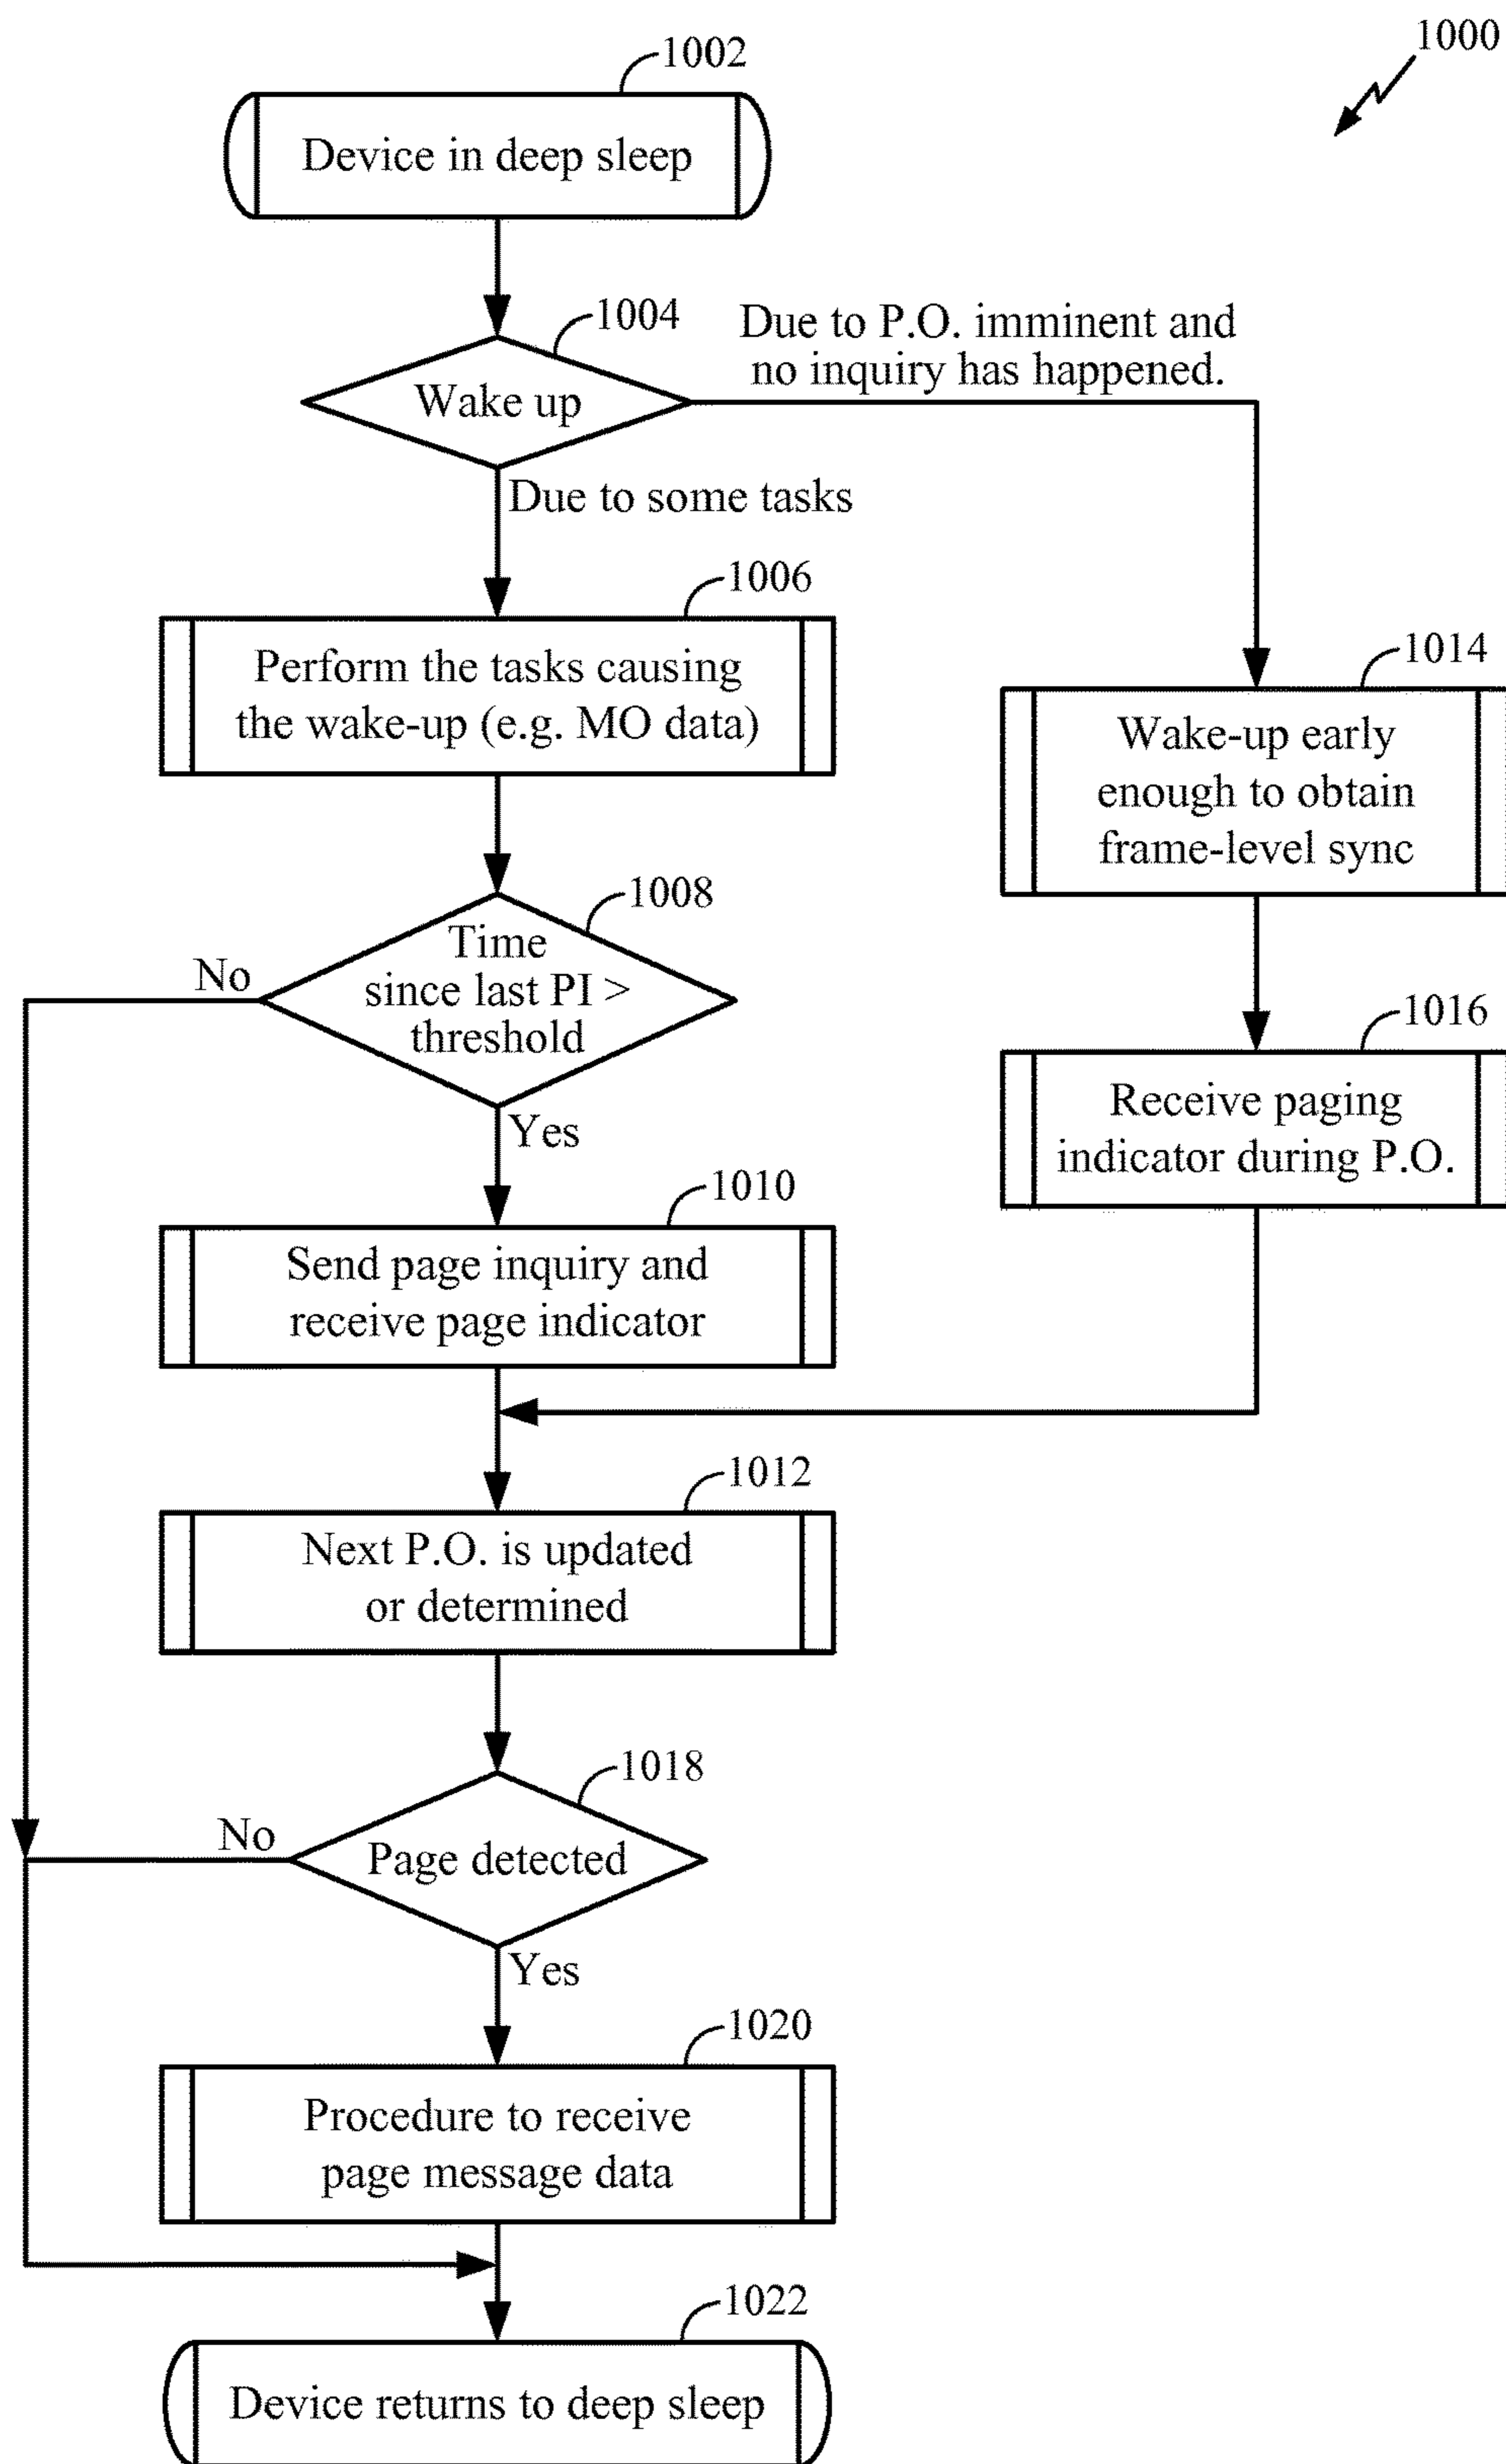 1000
1002
Device in deep sleep
1004
Wake up
Due to P.O. imminent and
no inquiry has happened.
Due to some tasks
1006
Perform the tasks causing
the wake-up (e.g. MO data)
1014
Wake-up early
enough to obtain
frame-level sync
1008
Time
since last PI >
threshold
No
Yes
1016
Receive paging
indicator during P.O.
1010
Send page inquiry and
receive page indicator
1012
Next P.O. is updated
or determined
1018
Page detected
No
Yes
1020
Procedure to receive
page message data
1022
Device returns to deep sleep